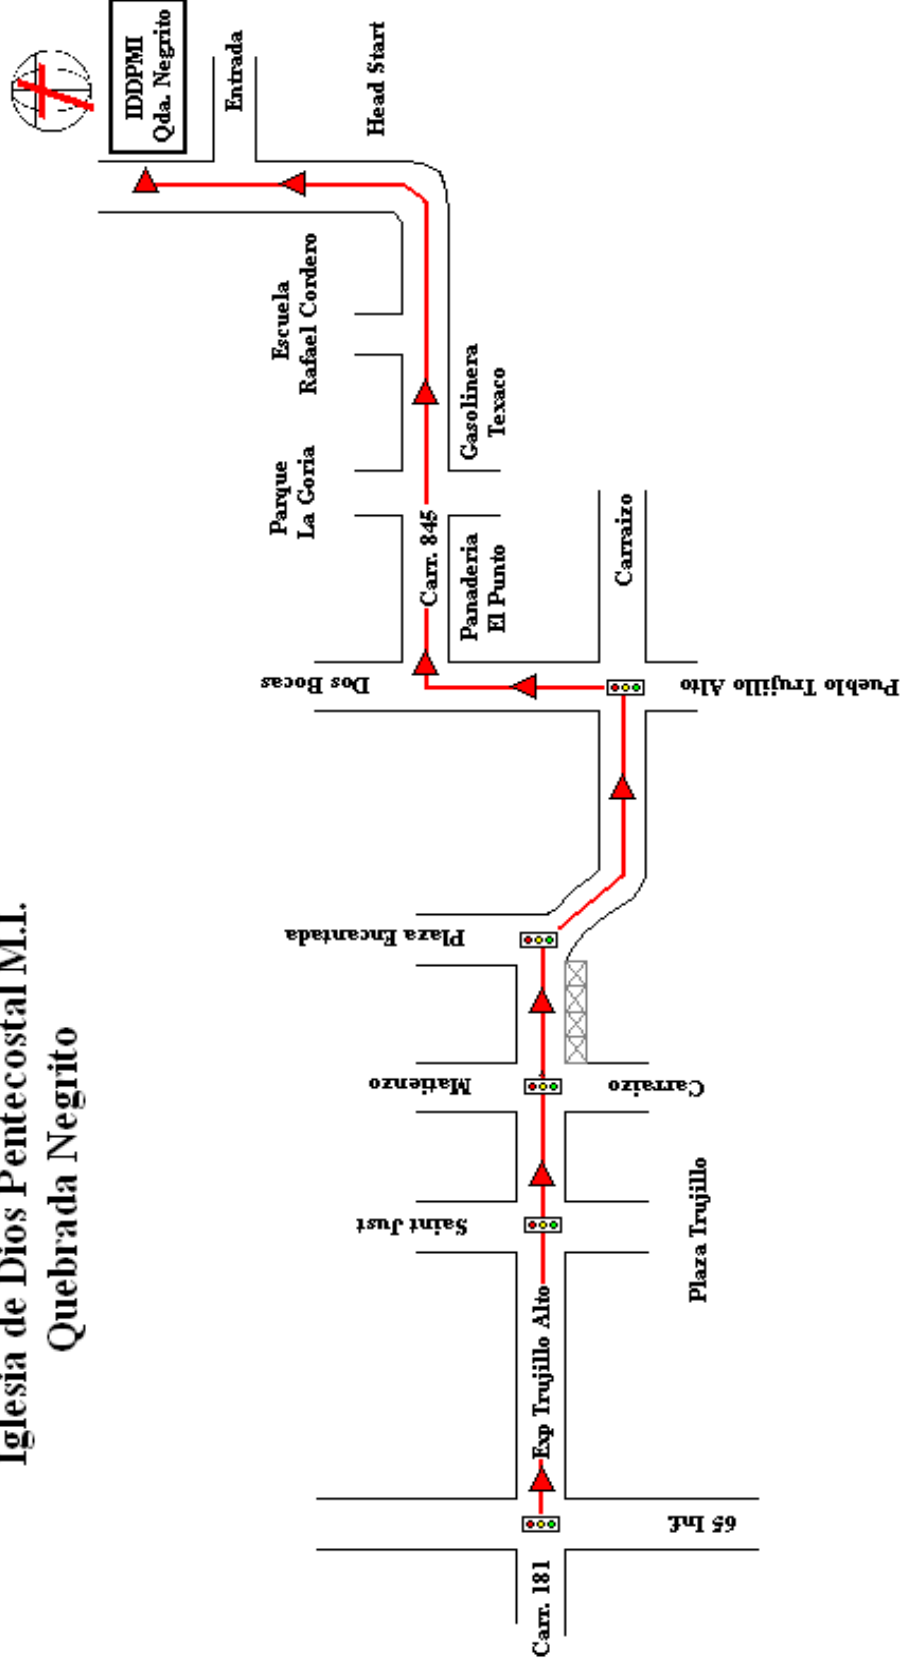 Iglesia de Dios Pentecostal M.I.
Quebrada Negrito
IDDPMI
Qda. Negrito
Entrada
Head Start
Escuela
Rafael Cordero
Gasolinera
Texaco
Parque
La Goria
Carr. 845
Panaderia
El Punto
Carraizo
Dos Bocas
Pueblo Trujillo Alto
Plaza Encantada
Matienzo
Carraizo
Saint Just
Plaza Trujillo
Exp Trujillo Alto
65 Inf.
Carr. 181